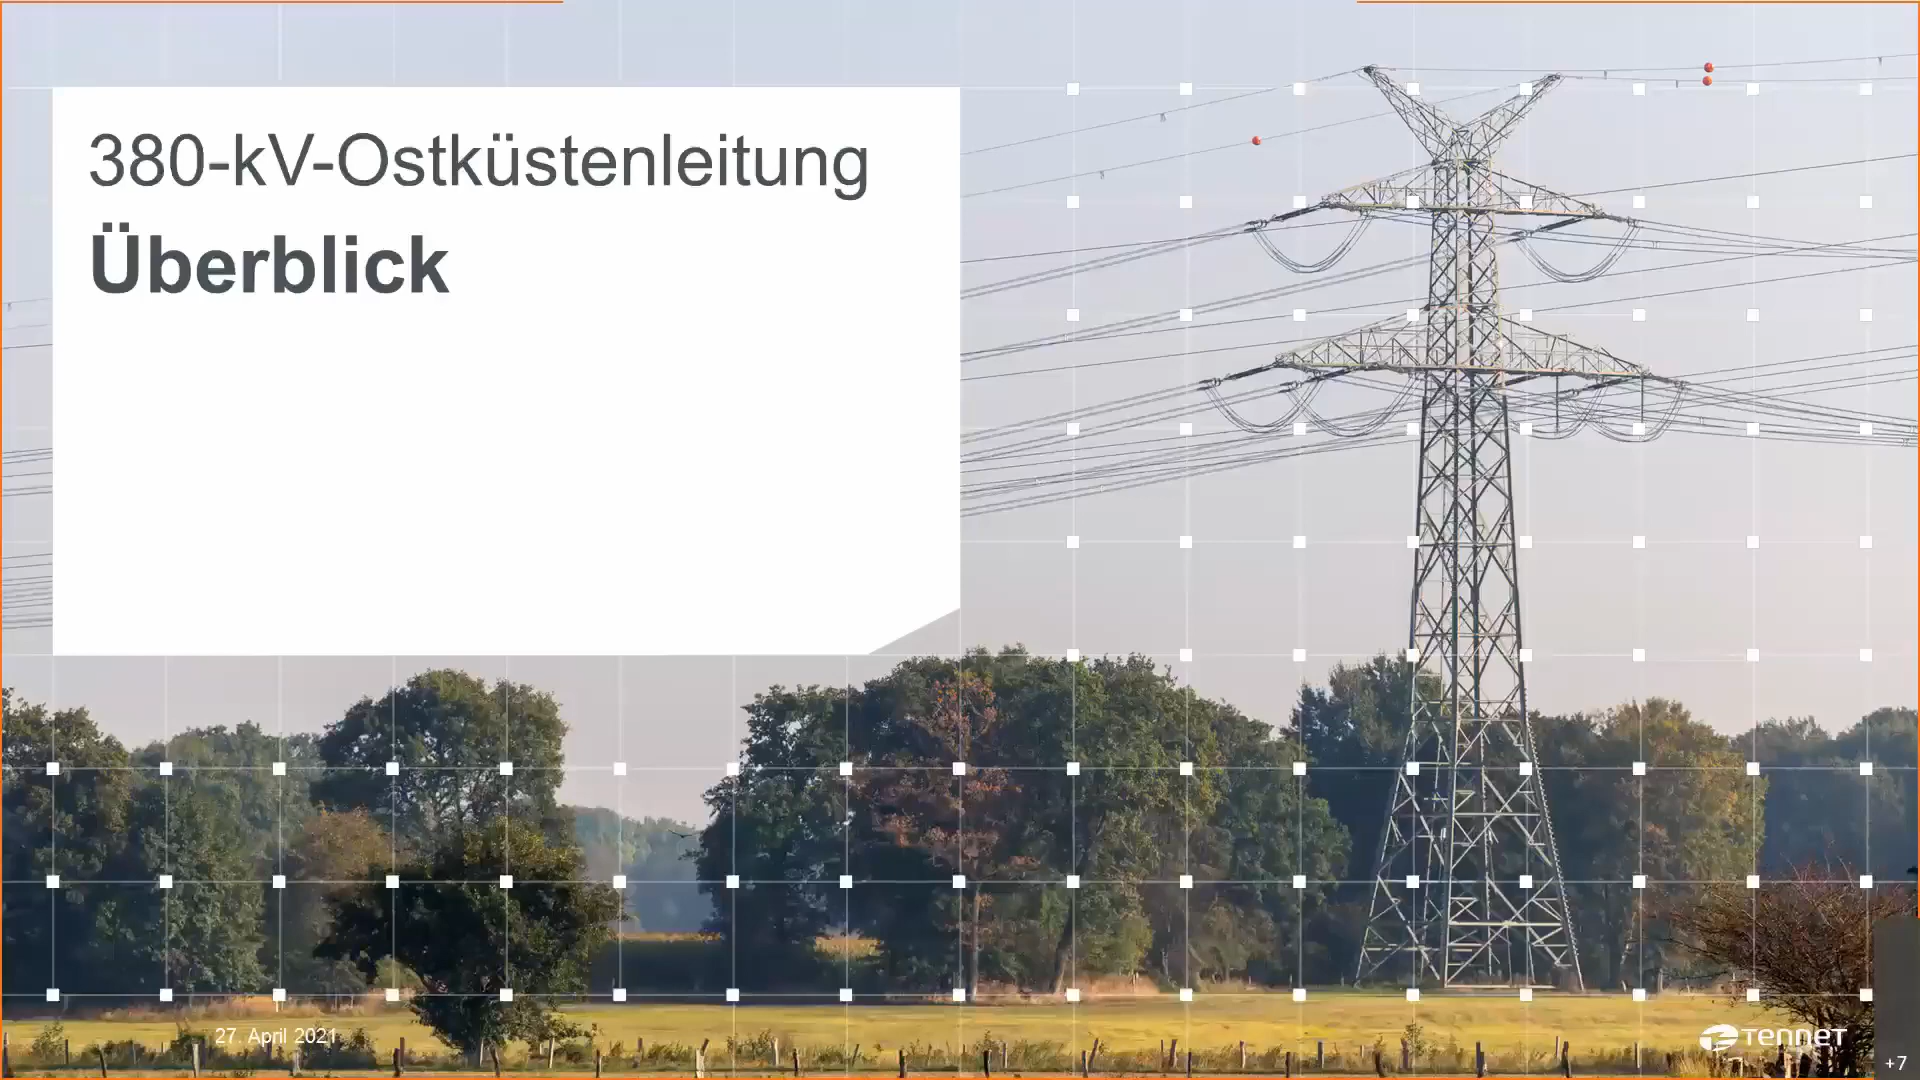 380-kV-Ostküstenleitung
Überblick
27. April 2021
TenneT
+7